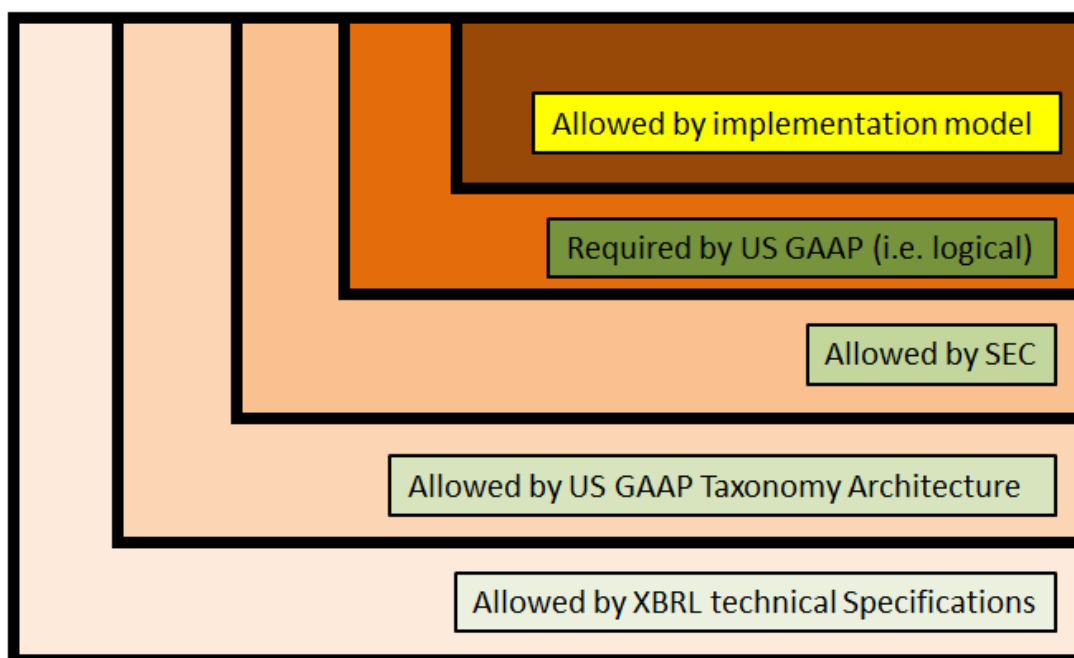 Allowed by implementation model
Required by US GAAP (i.e. logical)
Allowed by SEC
Allowed by US GAAP Taxonomy Architecture
Allowed by XBRL technical Specifications